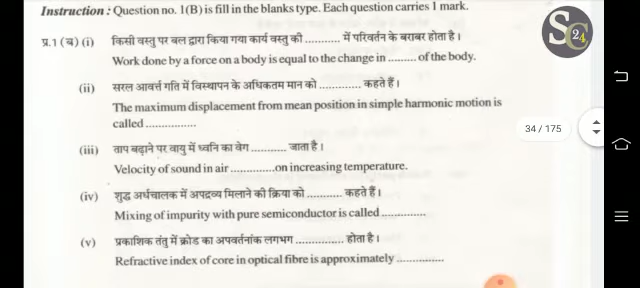 Instruction : Question no. 1(B) is fill in the blanks type. Each question carries 1 mark.
प्र.1 (ब) (i) किसी वस्तु पर बल द्वारा किया गया कार्य वस्तु की ........... में परिवर्तन के बराबर होता है।
Work done by a force on a body is equal to the change in ......... of the body.
(ii) सरल आवर्त्त गति में विस्थापन के अधिकतम मान को ............. कहते हैं।
The maximum displacement from mean position in simple harmonic motion is
called ................
(iii) ताप बढ़ाने पर वायु में ध्वनि का वेग ........... जाता है।
Velocity of sound in air ..............on increasing temperature.
(iv) शुद्ध अर्धचालक में अपद्रव्य मिलाने की क्रिया को ........... कहते हैं।
Mixing of impurity with pure semiconductor is called ..............
(v) प्रकाशिक तंतु में क्रोड का अपवर्तनांक लगभग ............... होता है।
Refractive index of core in optical fibre is approximately ...............
SC 24
34 / 175